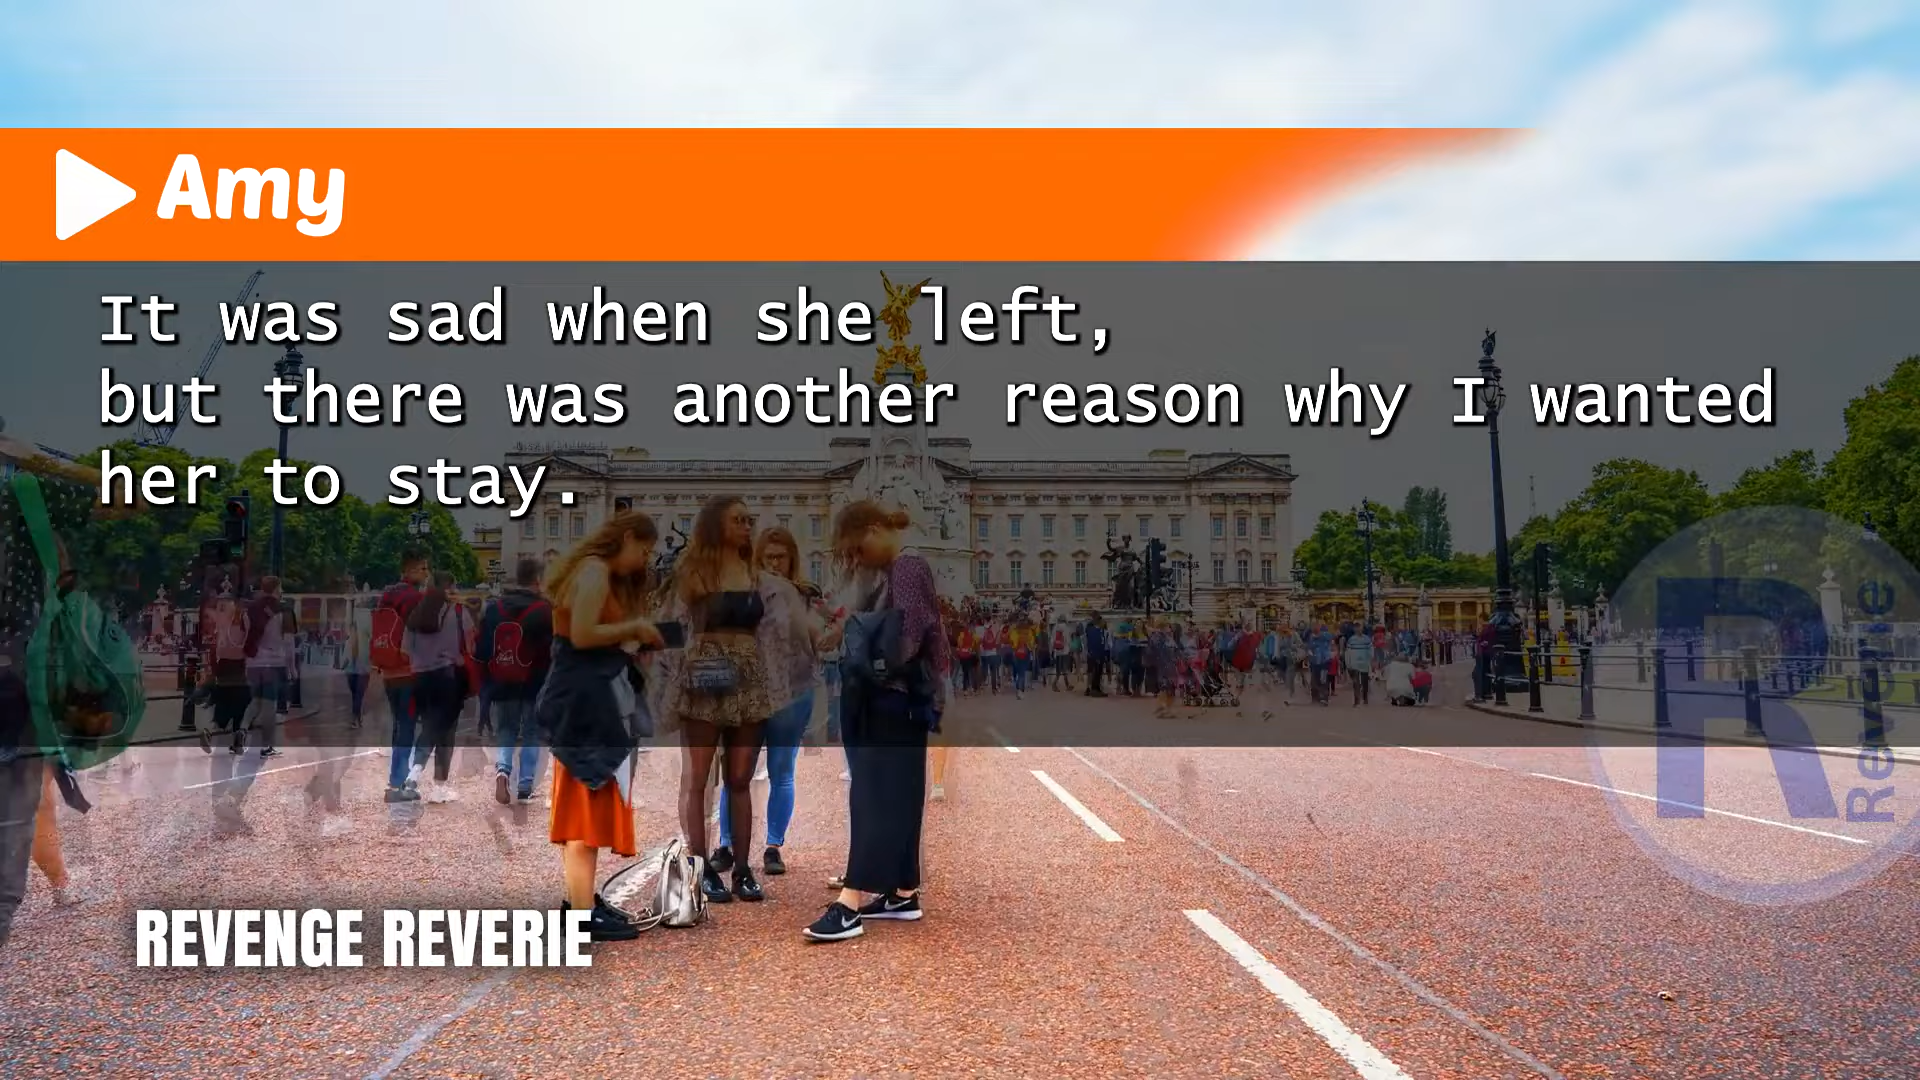 Amy
It was sad when she left,
but there was another reason why I wanted
her to stay.
R
Reverie
REVENGE REVERIE